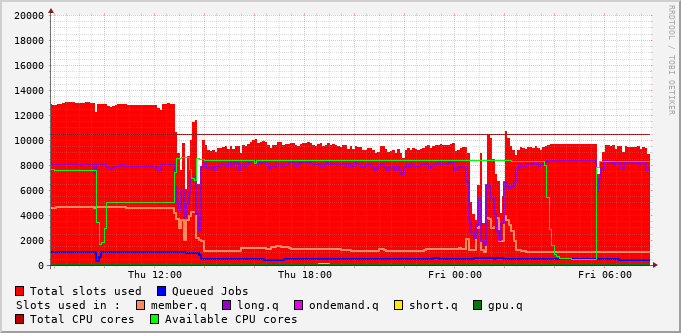 RRDTOOL / TOBI OETIKER
20000
18000
16000
14000
12000
10000
8000
6000
4000
2000
0
Thu 12:00 Thu 18:00 Fri 00:00 Fri 06:00
Total slots used Queued Jobs
Slots used in : member.q long.q ondemand.q short.q gpu.q
Total CPU cores Available CPU cores